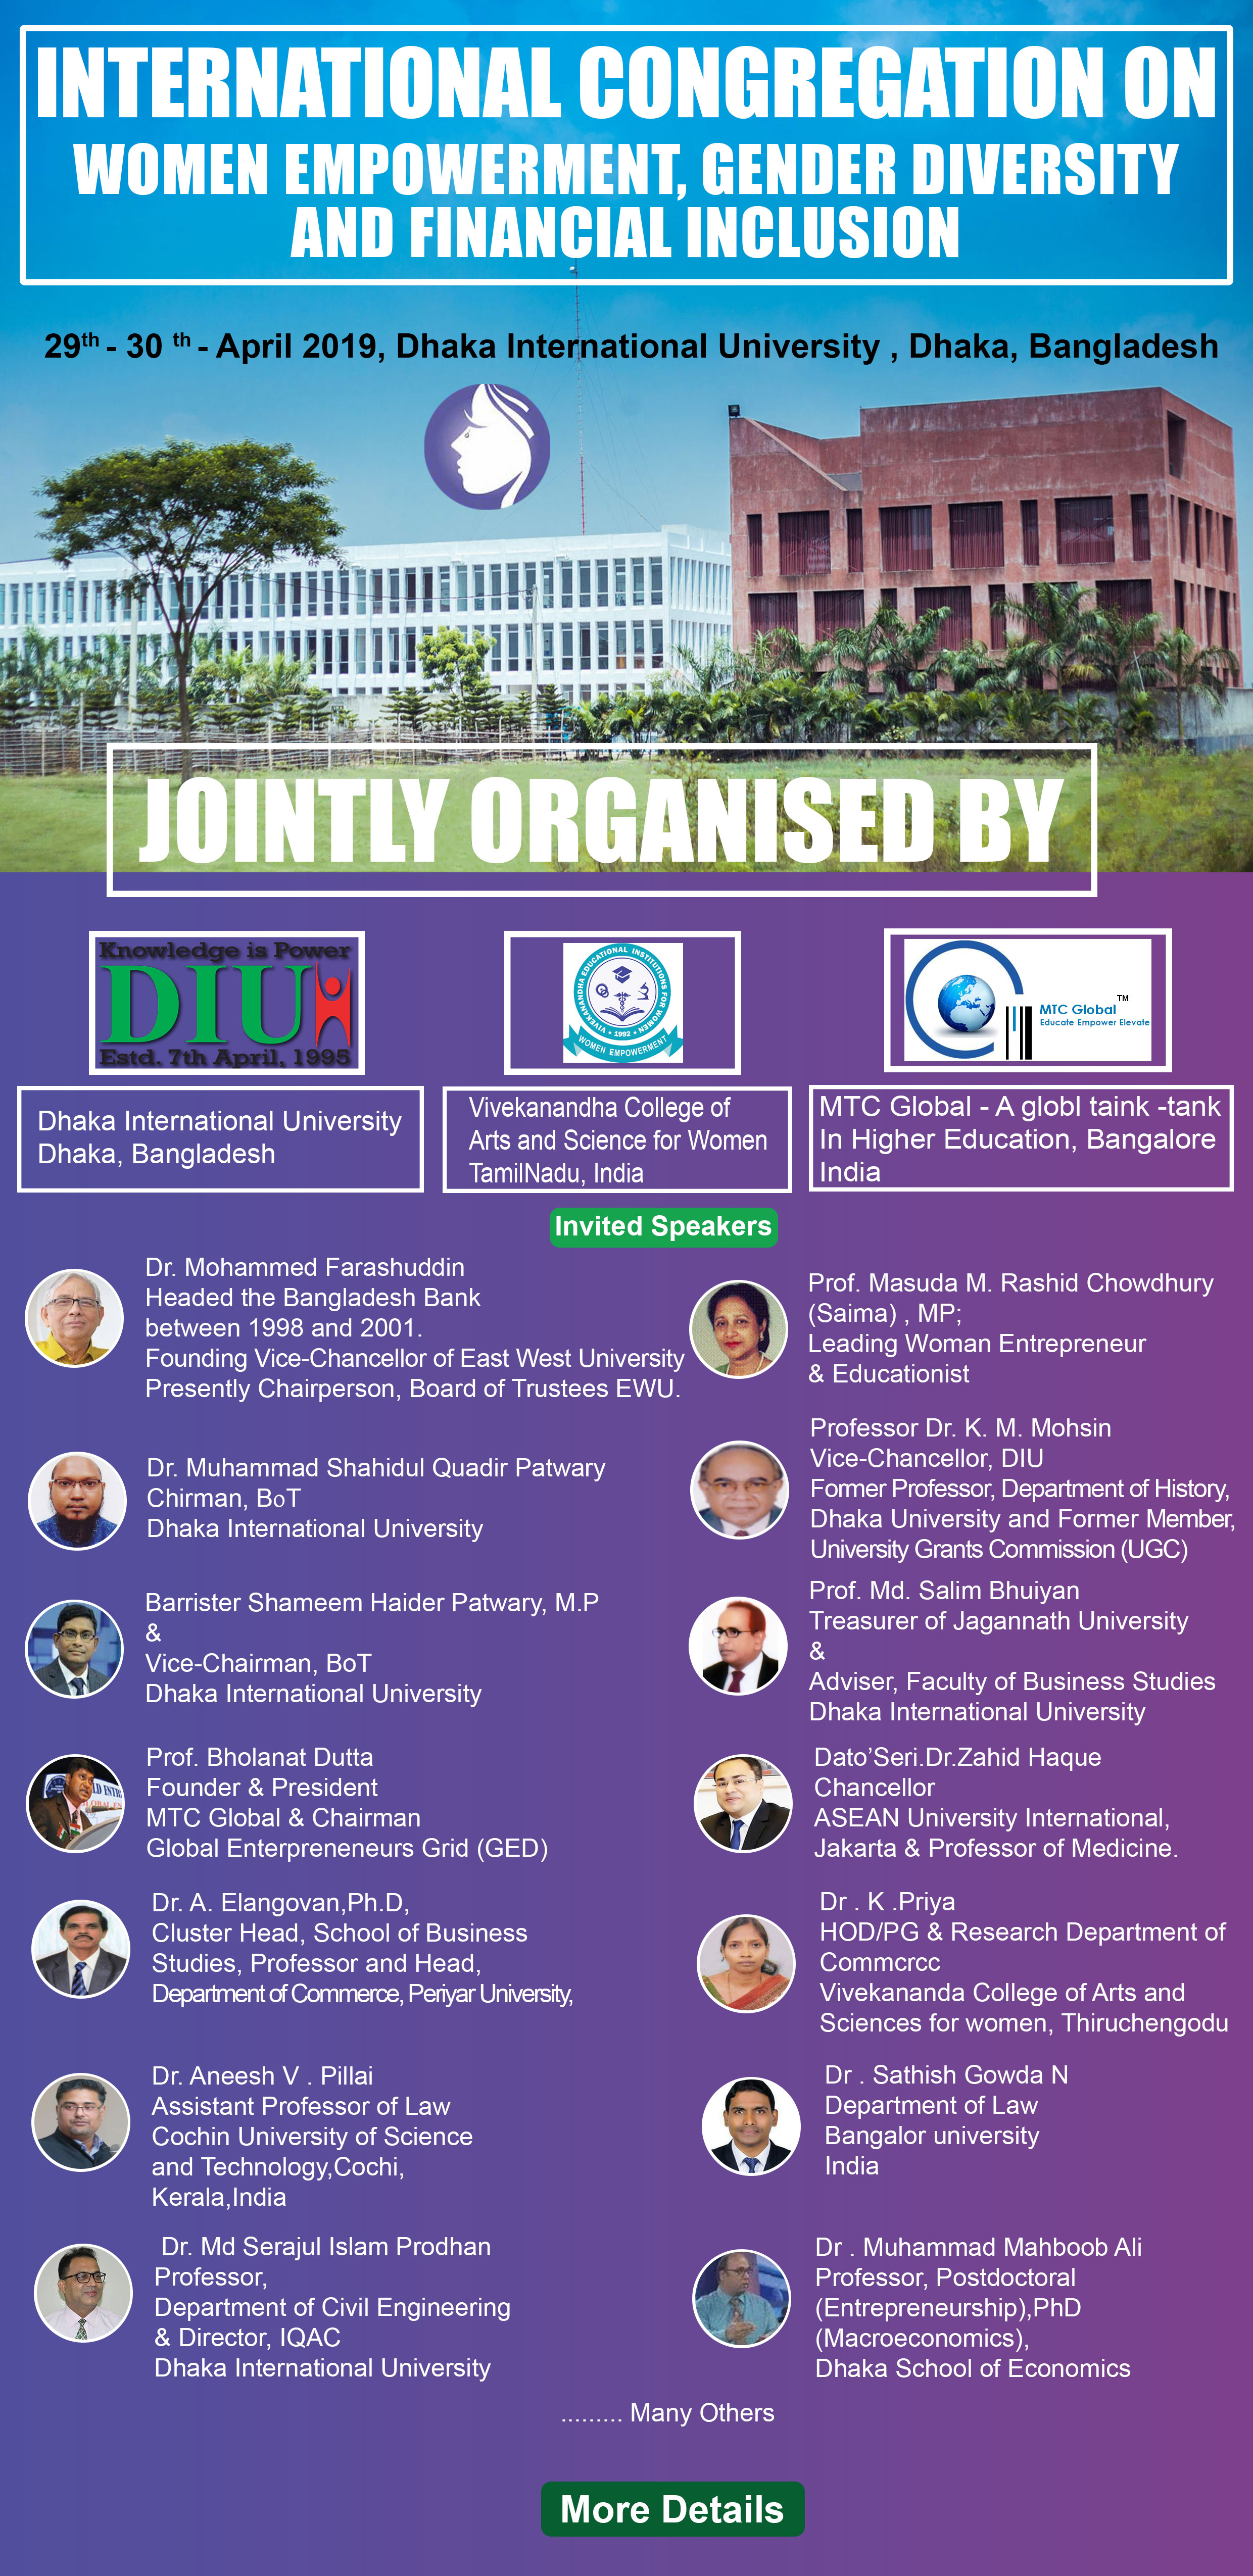 INTERNATIONAL CONGREGATION ON
WOMEN EMPOWERMENT, GENDER DIVERSITY
AND FINANCIAL INCLUSION
29th - 30 th - April 2019, Dhaka International University , Dhaka, Bangladesh
JOINTLY ORGANISED BY
Knowledge is Power
DIU
Estd. 7th April, 1995
VIVEKANANDHA EDUCATIONAL INSTITUTIONS FOR WOMEN
* 1992 *
WOMEN EMPOWERMENT
MTC Global TM
Educate Empower Elevate
Dhaka International University
Dhaka, Bangladesh
Vivekanandha College of
Arts and Science for Women
TamilNadu, India
MTC Global - A globl taink -tank
In Higher Education, Bangalore
India
Invited Speakers
Dr. Mohammed Farashuddin
Headed the Bangladesh Bank
between 1998 and 2001.
Founding Vice-Chancellor of East West University
Presently Chairperson, Board of Trustees EWU.
Prof. Masuda M. Rashid Chowdhury
(Saima) , MP;
Leading Woman Entrepreneur
& Educationist
Dr. Muhammad Shahidul Quadir Patwary
Chirman, BoT
Dhaka International University
Professor Dr. K. M. Mohsin
Vice-Chancellor, DIU
Former Professor, Department of History,
Dhaka University and Former Member,
University Grants Commission (UGC)
Barrister Shameem Haider Patwary, M.P
&
Vice-Chairman, BoT
Dhaka International University
Prof. Md. Salim Bhuiyan
Treasurer of Jagannath University
&
Adviser, Faculty of Business Studies
Dhaka International University
Prof. Bholanat Dutta
Founder & President
MTC Global & Chairman
Global Enterpreneneurs Grid (GED)
Dato'Seri.Dr.Zahid Haque
Chancellor
ASEAN University International,
Jakarta & Professor of Medicine.
Dr. A. Elangovan,Ph.D,
Cluster Head, School of Business
Studies, Professor and Head,
Department of Commerce, Periyar University,
Dr . K .Priya
HOD/PG & Research Department of
Commcrcc
Vivekananda College of Arts and
Sciences for women, Thiruchengodu
Dr. Aneesh V . Pillai
Assistant Professor of Law
Cochin University of Science
and Technology,Cochi,
Kerala,India
Dr . Sathish Gowda N
Department of Law
Bangalor university
India
Dr. Md Serajul Islam Prodhan
Professor,
Department of Civil Engineering
& Director, IQAC
Dhaka International University
Dr . Muhammad Mahboob Ali
Professor, Postdoctoral
(Entrepreneurship),PhD
(Macroeconomics),
Dhaka School of Economics
......... Many Others
More Details